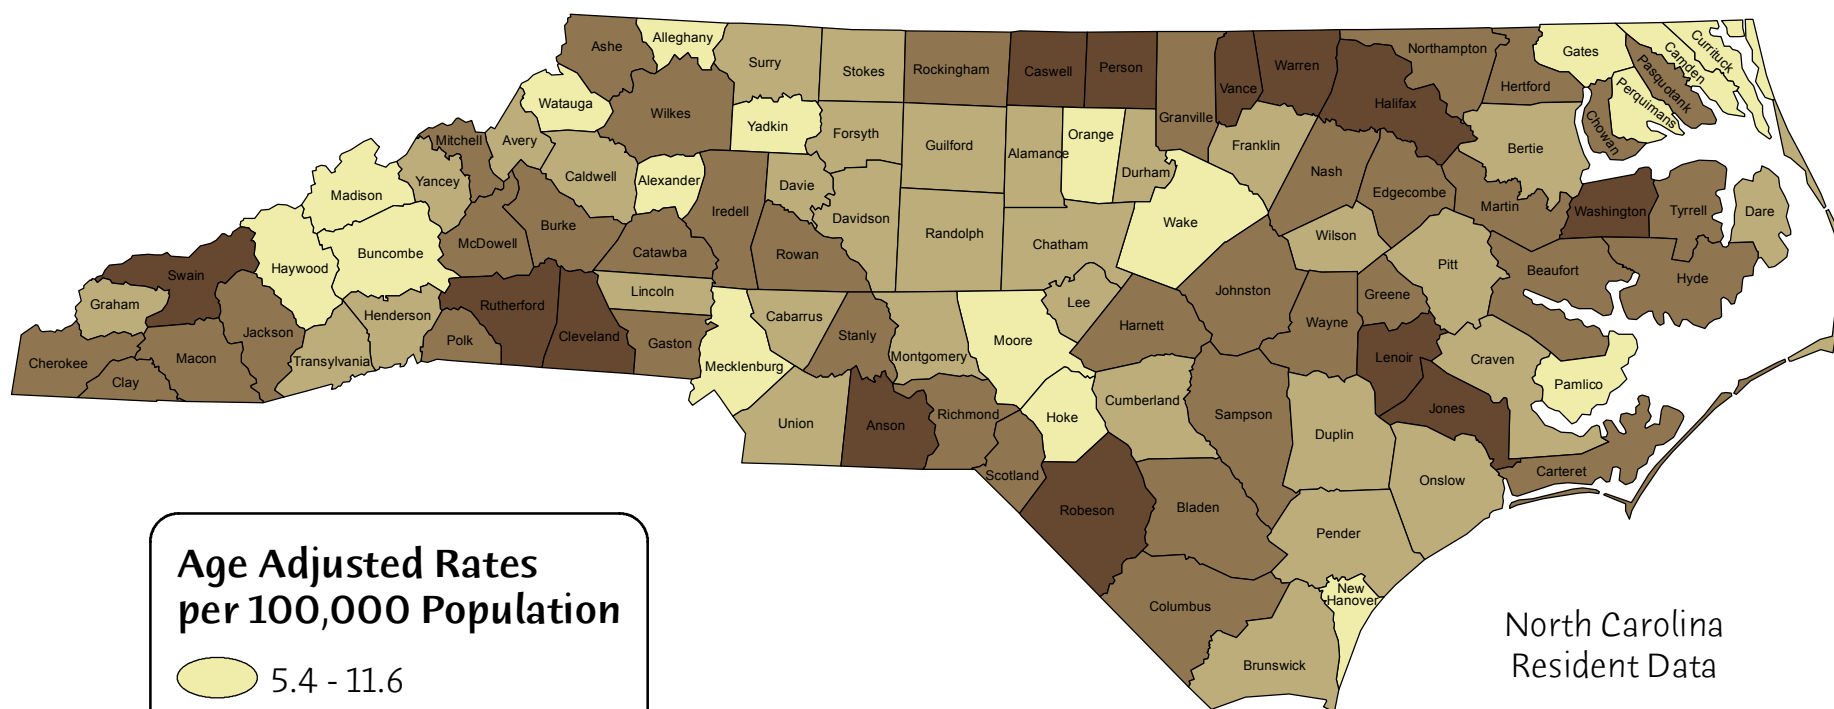 Ashe
Alleghany
Surry
Stokes
Rockingham
Caswell
Person
Granville
Vance
Warren
Halifax
Northampton
Hertford
Gates
Currituck
Camden
Pasquotank
Perquimans
Chowan
Bertie
Watauga
Wilkes
Yadkin
Forsyth
Guilford
Alamance
Orange
Durham
Franklin
Nash
Edgecombe
Martin
Washington
Tyrrell
Dare
Mitchell
Avery
Yancey
Caldwell
Alexander
Iredell
Davie
Davidson
Randolph
Chatham
Wake
Wilson
Pitt
Beaufort
Hyde
Madison
Buncombe
Haywood
McDowell
Burke
Catawba
Rowan
Lincoln
Swain
Graham
Jackson
Henderson
Rutherford
Cleveland
Gaston
Mecklenburg
Cabarrus
Stanly
Montgomery
Moore
Lee
Harnett
Johnston
Wayne
Greene
Lenoir
Craven
Pamlico
Cherokee
Clay
Macon
Transylvania
Polk
Union
Anson
Richmond
Scotland
Hoke
Cumberland
Sampson
Duplin
Jones
Onslow
Carteret
Robeson
Bladen
Pender
Columbus
Brunswick
New
Hanover
Age Adjusted Rates
per 100,000 Population
5.4 - 11.6
North Carolina
Resident Data